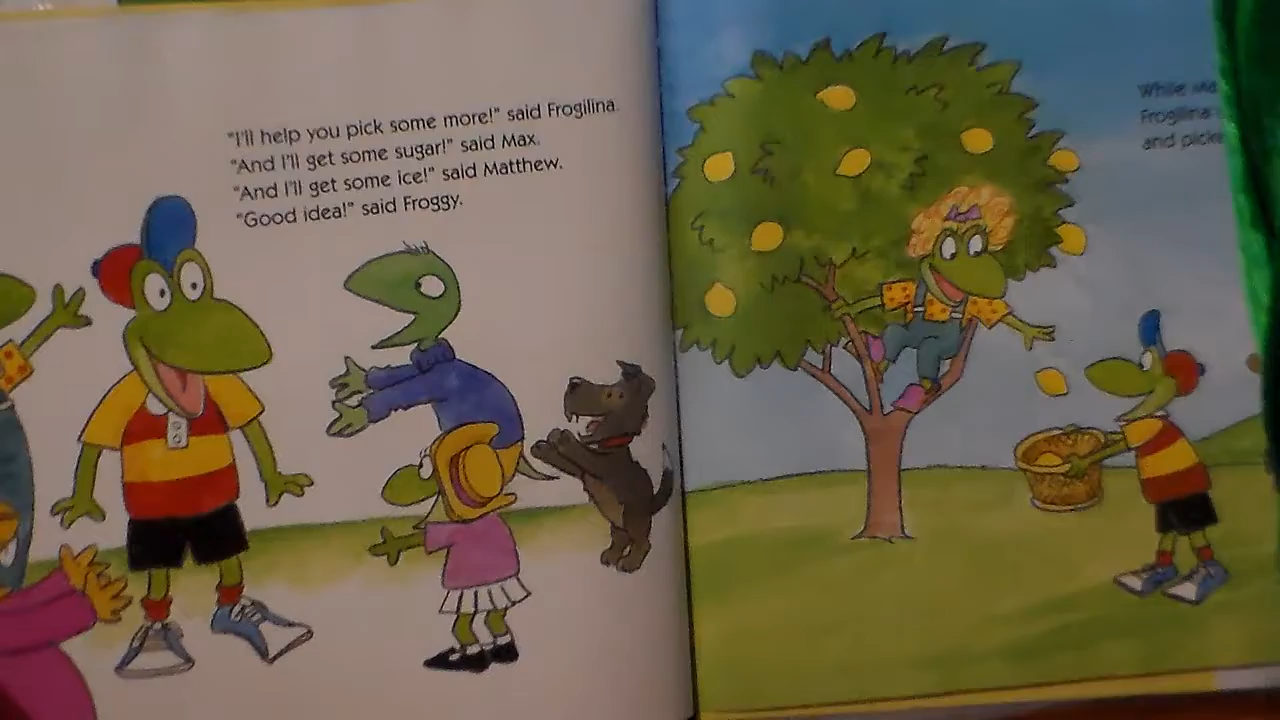 "I'll help you pick some more!" said Frogilina.
"And I'll get some sugar!" said Max.
"And I'll get some ice!" said Matthew.
"Good idea!" said Froggy.
While
Frogilina
and